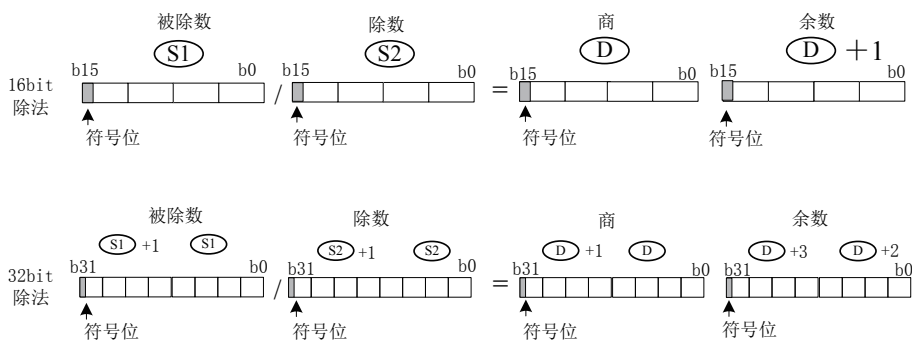 被除数 除数 商 余数
S1 S2 D D +1
b15 b0 b15 b0 b15 b0 b15 b0
16bit
除法
/ =
符号位 符号位 符号位 符号位
被除数 除数 商 余数
S1 +1 S1 S2 +1 S2 D +1 D D +3 D +2
b31 b0 b31 b0 b31 b0 b31 b0
32bit
除法
/ =
符号位 符号位 符号位 符号位